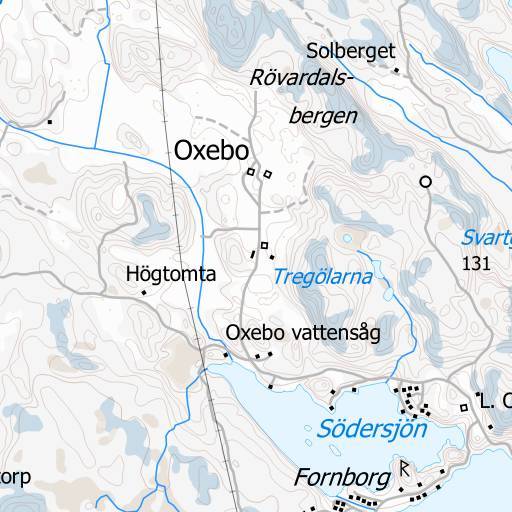 Solberget
Rövardals-
bergen
Oxebo
Svartg
131
Högtomta
Tregölarna
Oxebo vattensåg
L. O
Södersjön
torp
Fornborg